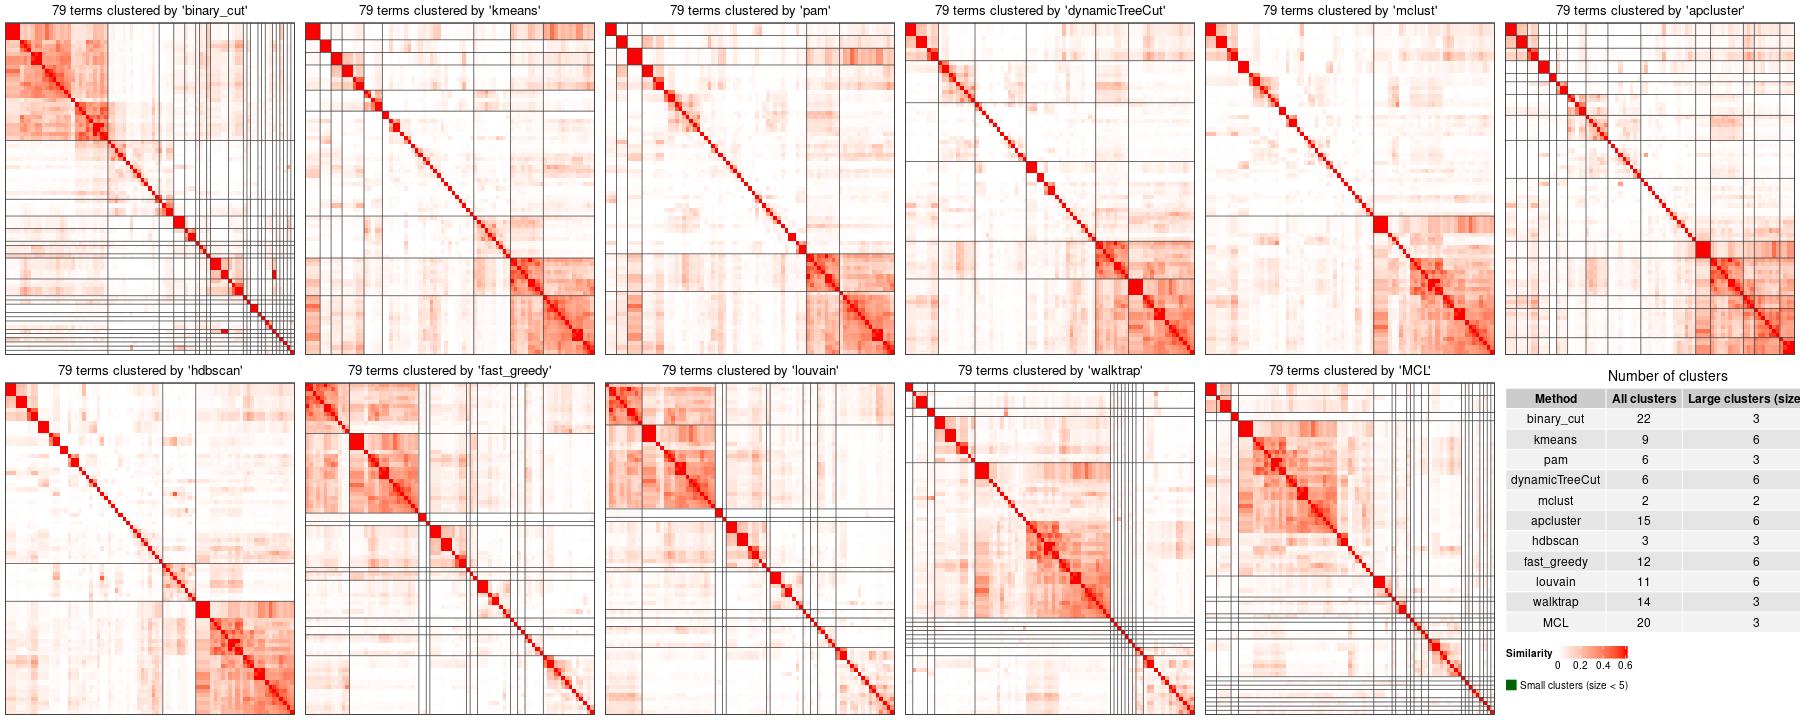 79 terms clustered by 'binary_cut'
79 terms clustered by 'kmeans'
79 terms clustered by 'pam'
79 terms clustered by 'dynamicTreeCut'
79 terms clustered by 'mclust'
79 terms clustered by 'apcluster'
79 terms clustered by 'hdbscan'
79 terms clustered by 'fast_greedy'
79 terms clustered by 'louvain'
79 terms clustered by 'walktrap'
79 terms clustered by 'MCL'
Number of clusters
Method All clusters Large clusters (size
binary_cut 22 3
kmeans 9 6
pam 6 3
dynamicTreeCut 6 6
mclust 2 2
apcluster 15 6
hdbscan 3 3
fast_greedy 12 6
louvain 11 6
walktrap 14 3
MCL 20 3
Similarity
0 0.2 0.4 0.6
Small clusters (size < 5)